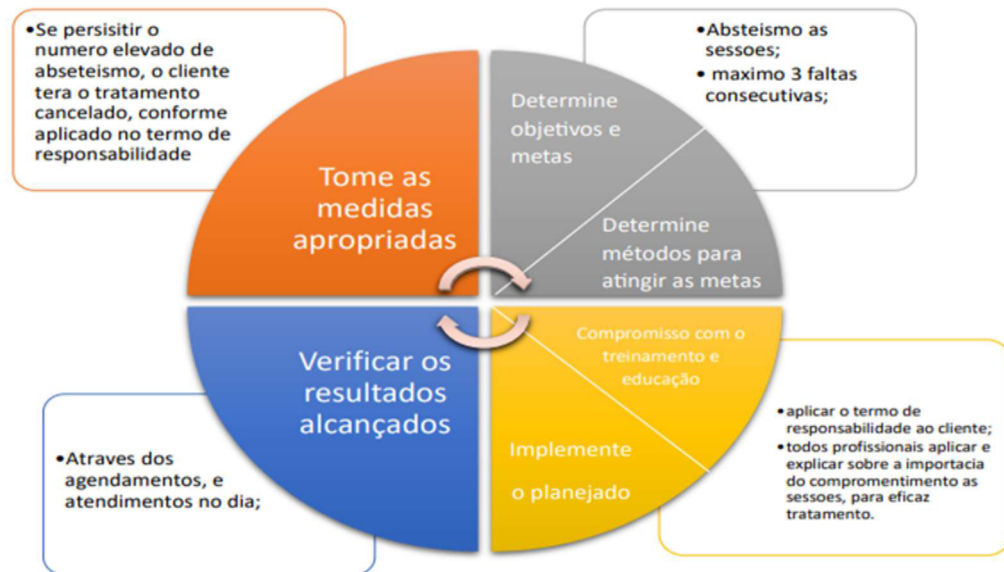 •Se persisitir o
numero elevado de
abseteismo, o cliente
tera o tratamento
cancelado, conforme
aplicado no termo de
responsabilidade
Tome as
medidas
apropriadas
Determine
objetivos e
metas
Determine
métodos para
atingir as metas
•Absteismo as
sessoes;
• maximo 3 faltas
consecutivas;
Verificar os
resultados
alcançados
•Atraves dos
agendamentos, e
atendimentos no dia;
Compromisso com o
treinamento e
educação
Implemente
o planejado
•aplicar o termo de
responsabilidade ao cliente;
•todos profissionais aplicar e
explicar sobre a importacia
do compromentimento as
sessoes, para eficaz
tratamento.